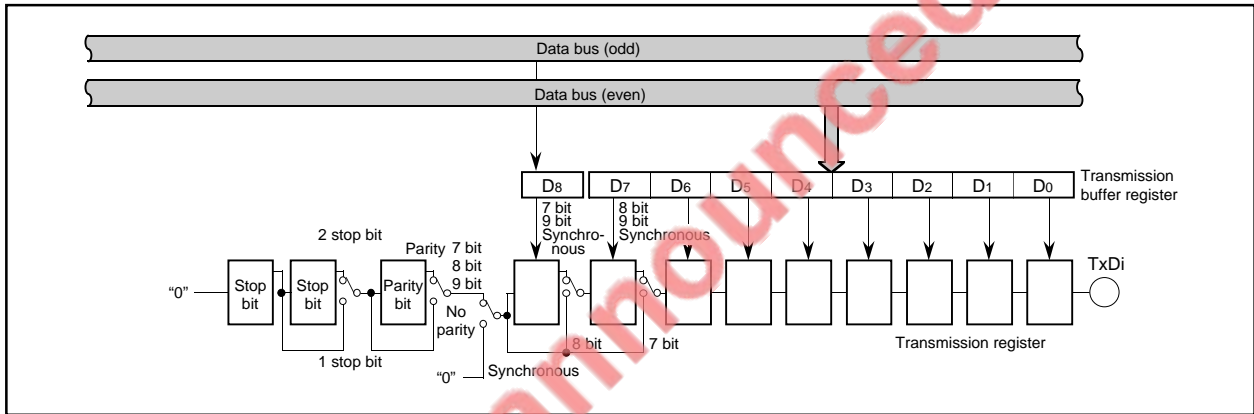 Data bus (odd)
Data bus (even)
D8
D7
D6
D5
D4
D3
D2
D1
D0
Transmission
buffer register
7 bit
9 bit
Synchro-
nous
8 bit
9 bit
Synchronous
2 stop bit
Parity
7 bit
8 bit
9 bit
"0"
Stop
bit
Stop
bit
Parity
bit
No
parity
TxDi
1 stop bit
"0"
Synchronous
8 bit
7 bit
Transmission register